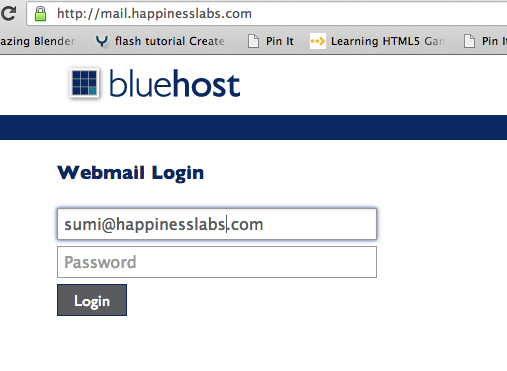 http://mail.happinesslabs.com
azing Blender flash tutorial Create Pin It Learning HTML5 Gan Pin It
bluehost
Webmail Login
sumi@happinesslabs.com
Password
Login